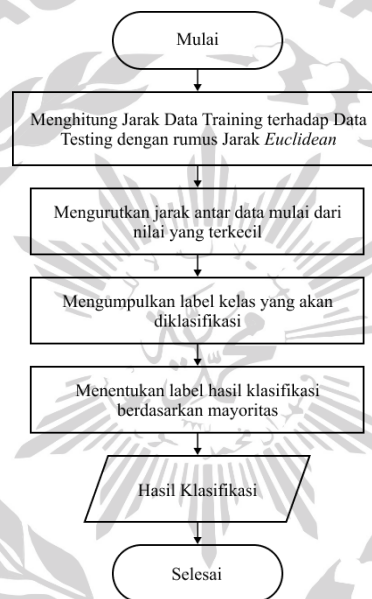 Mulai
Menghitung Jarak Data Training terhadap Data
Testing dengan rumus Jarak Euclidean
Mengurutkan jarak antar data mulai dari
nilai yang terkecil
Mengumpulkan label kelas yang akan
diklasifikasi
Menentukan label hasil klasifikasi
berdasarkan mayoritas
Hasil Klasifikasi
Selesai